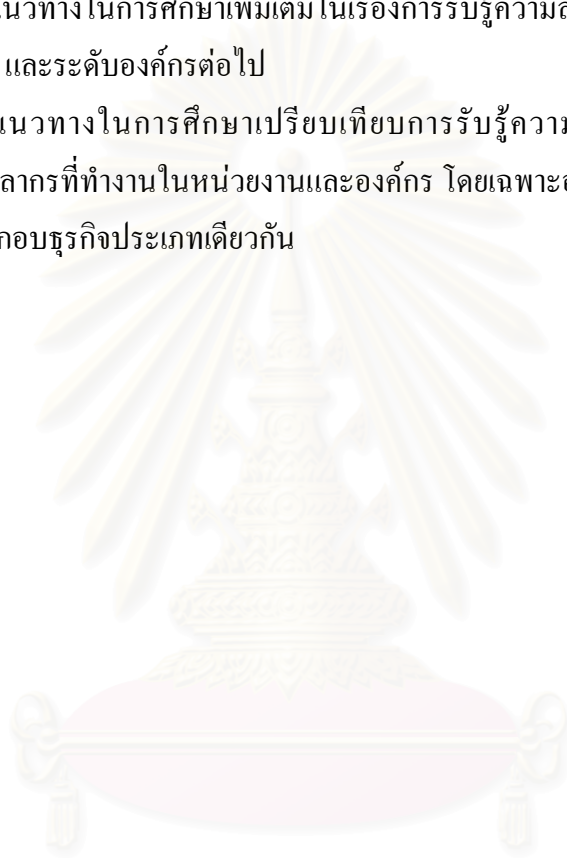 แนวทางในการศึกษาเพิ่มเติมในเรื่องการรับรู้ความ
และระดับองค์กรต่อไป
แนวทางในการศึกษาเปรียบเทียบการรับรู้ความ
ลากรที่ทำงานในหน่วยงานและองค์กร โดยเฉพาะ
กอบธุรกิจประเภทเดียวกัน